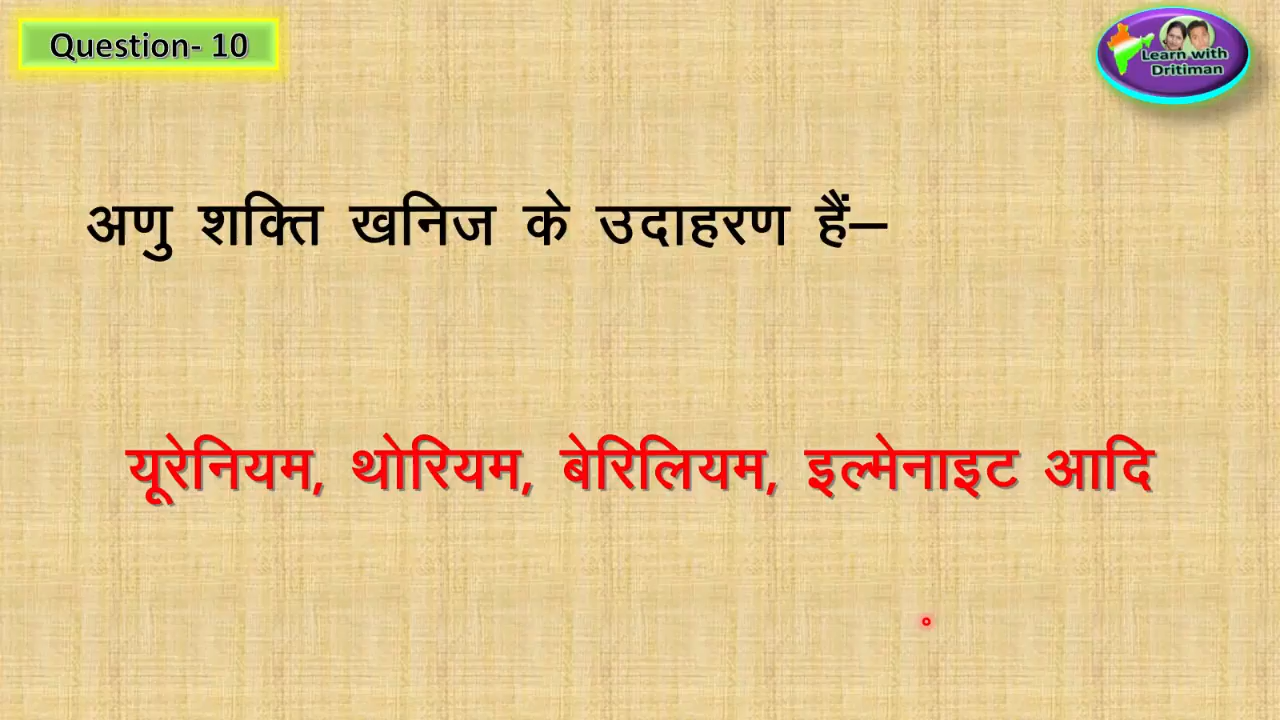 Question- 10
Learn with
Dritiman
अणु शक्ति खनिज के उदाहरण हैं–
यूरेनियम, थोरियम, बेरिलियम, इल्मेनाइट आदि